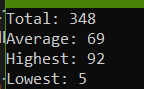 Total: 348
Average: 69
Highest: 92
Lowest: 5